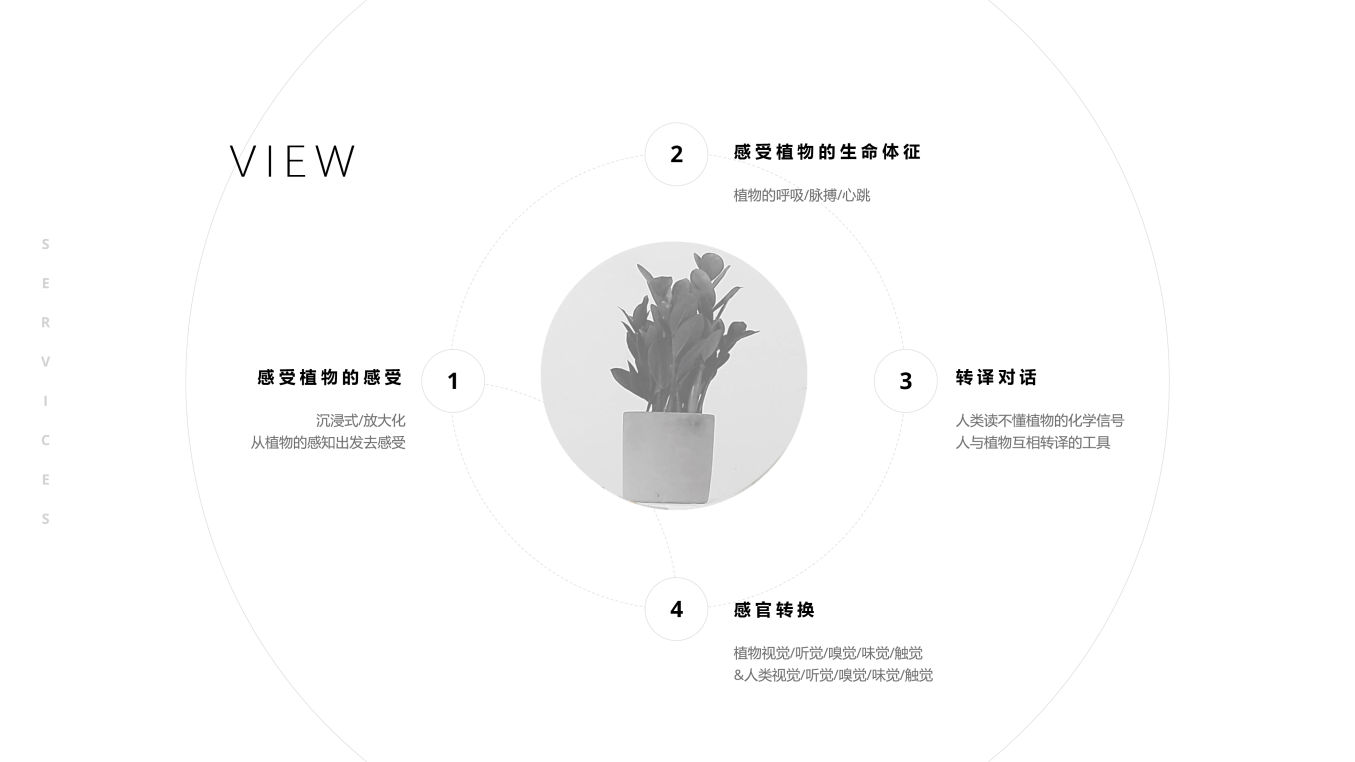 VIEW
S
E
R
V
I
C
E
S
1
感受植物的感受
沉浸式/放大化
从植物的感知出发去感受
2
感受植物的生命体征
植物的呼吸/脉搏/心跳
3
转译对话
人类读不懂植物的化学信号
人与植物互相转译的工具
4
感官转换
植物视觉/听觉/嗅觉/味觉/触觉
&人类视觉/听觉/嗅觉/味觉/触觉